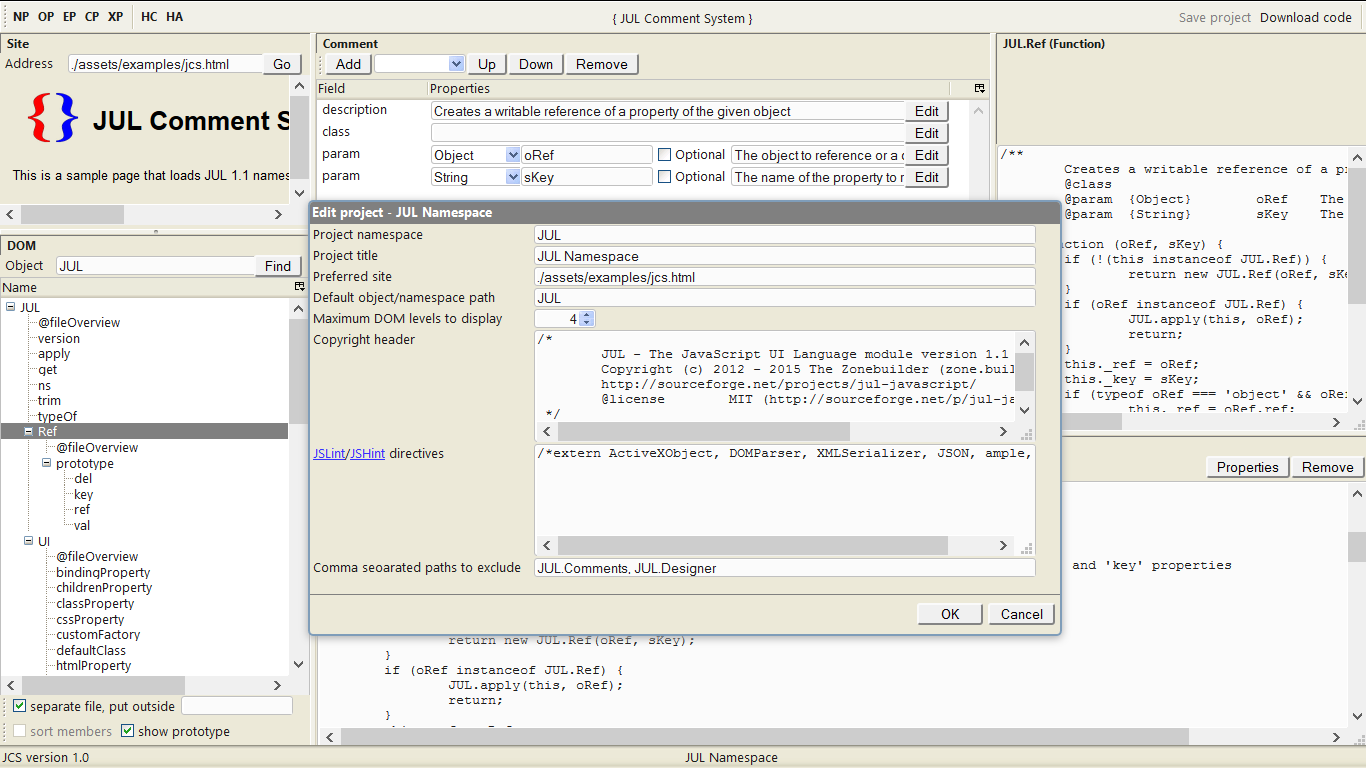 NP OP EP CP XP HC HA
{ JUL Comment System }
Save project Download code
Site
Address ./assets/examples/jcs.html Go
{} JUL Comment S
This is a sample page that loads JUL 1.1 names
DOM
Object JUL Find
Name
JUL
@fileOverview
version
apply
get
ns
trim
typeOf
Ref
@fileOverview
prototype
del
key
ref
val
UI
@fileOverview
bindingProperty
childrenProperty
classProperty
cssProperty
customFactory
defaultClass
htmlProperty
separate file, put outside
sort members show prototype
Comment
Add Up Down Remove
Field Properties
description Creates a writable reference of a property of the given object Edit
class Edit
param Object oRef Optional The object to reference or a Edit
param String sKey Optional The name of the property to Edit
JUL.Ref (Function)
/**
Creates a writable reference of a
@class
@param {Object} oRef The
@param {String} sKey The
ction (oRef, sKey) {
if (!(this instanceof JUL.Ref)) {
return new JUL.Ref(oRef, sKe
}
if (oRef instanceof JUL.Ref) {
JUL.apply(this, oRef);
return;
}
this._ref = oRef;
this._key = sKey;
if (typeof oRef === 'object' && oRe
this._ref = oRef.ref;
Edit project - JUL Namespace
Project namespace JUL
Project title JUL Namespace
Preferred site ./assets/examples/jcs.html
Default object/namespace path JUL
Maximum DOM levels to display 4
Copyright header /*
JUL - The JavaScript UI Language module version 1.1
Copyright (c) 2012 - 2015 The Zonebuilder (zone.buil
http://sourceforge.net/projects/jul-javascript/
@license MIT (http://sourceforge.net/p/jul-ja
*/
JSLint/JSHint directives /*extern ActiveXObject, DOMParser, XMLSerializer, JSON, ample,
Comma seoarated paths to exclude JUL.Comments, JUL.Designer
OK Cancel
Properties Remove
and 'key' properties
return new JUL.Ref(oRef, sKey);
}
if (oRef instanceof JUL.Ref) {
JUL.apply(this, oRef);
return;
}
JCS version 1.0 JUL Namespace